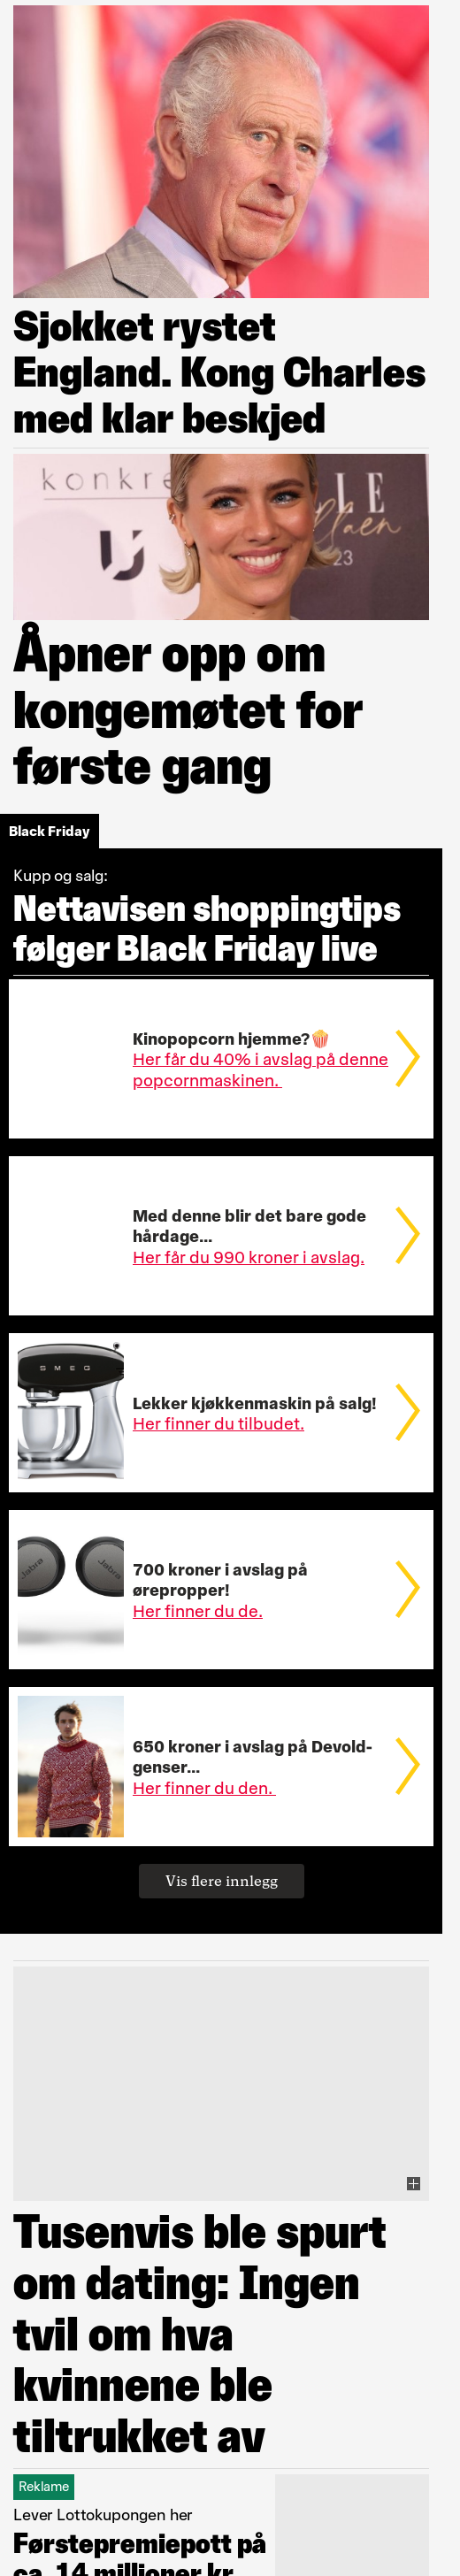 Sjokket rystet
England. Kong Charles
med klar beskjed
konkre
LLE
laen
23
Åpner opp om
kongemøtet for
første gang
Black Friday
Kupp og salg:
Nettavisen shoppingtips
følger Black Friday live
Kinopopcorn hjemme?🍿
Her får du 40% i avslag på denne
popcornmaskinen.
Med denne blir det bare gode
hårdage...
Her får du 990 kroner i avslag.
SMEG
Lekker kjøkkenmaskin på salg!
Her finner du tilbudet.
Jabra
Jabra
700 kroner i avslag på
ørepropper!
Her finner du de.
650 kroner i avslag på Devold-
genser...
Her finner du den.
Vis flere innlegg
Tusenvis ble spurt
om dating: Ingen
tvil om hva
kvinnene ble
tiltrukket av
Reklame
Lever Lottokupongen her
Førstepremiepott på
ca. 14 millioner kr